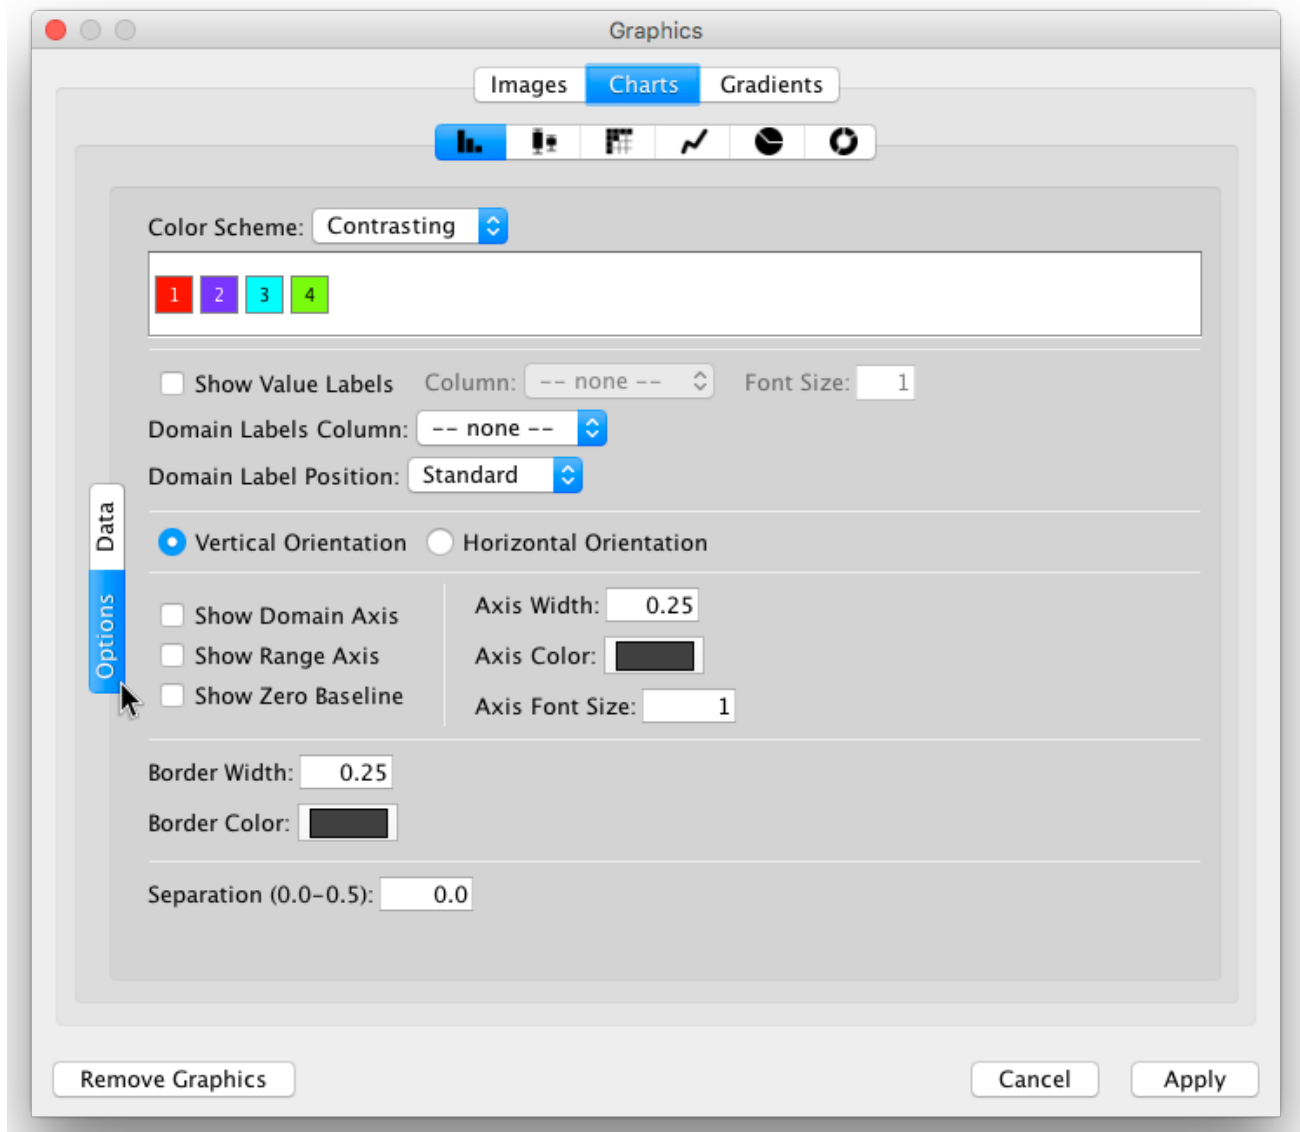 Graphics
Images Charts Gradients
Color Scheme: Contrasting
1 2 3 4
Show Value Labels Column: -- none -- Font Size: 1
Domain Labels Column: -- none --
Domain Label Position: Standard
Data
Vertical Orientation Horizontal Orientation
Options
Show Domain Axis
Show Range Axis
Show Zero Baseline
Axis Width: 0.25
Axis Color:
Axis Font Size: 1
Border Width: 0.25
Border Color:
Separation (0.0-0.5): 0.0
Remove Graphics Cancel Apply